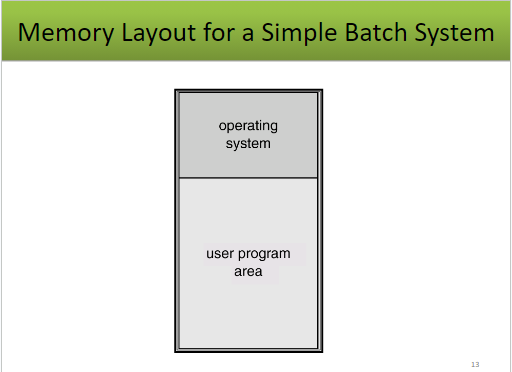 Memory Layout for a Simple Batch System
operating
system
user program
area
13